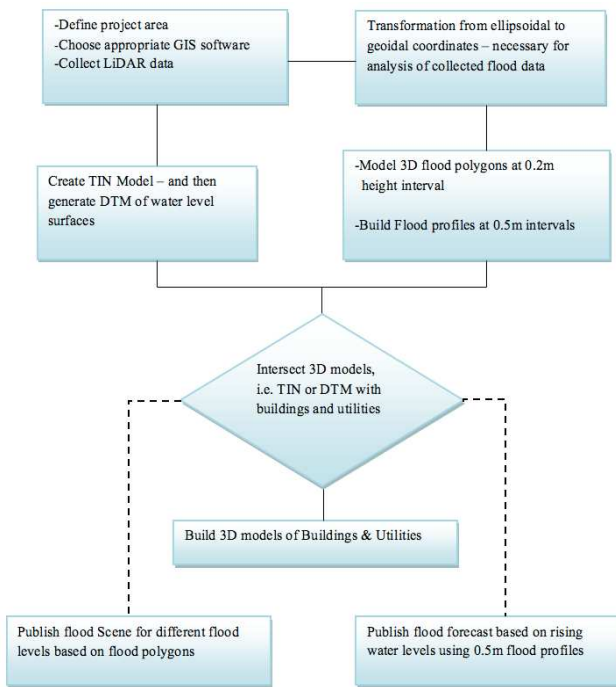 -Define project area
-Choose appropriate GIS software
-Collect LiDAR data
Transformation from ellipsoidal to
geoidal coordinates – necessary for
analysis of collected flood data
Create TIN Model – and then
generate DTM of water level
surfaces
-Model 3D flood polygons at 0.2m
height interval
-Build Flood profiles at 0.5m intervals
Intersect 3D models,
i.e. TIN or DTM with
buildings and utilities
Build 3D models of Buildings & Utilities
Publish flood Scene for different flood
levels based on flood polygons
Publish flood forecast based on rising
water levels using 0.5m flood profiles